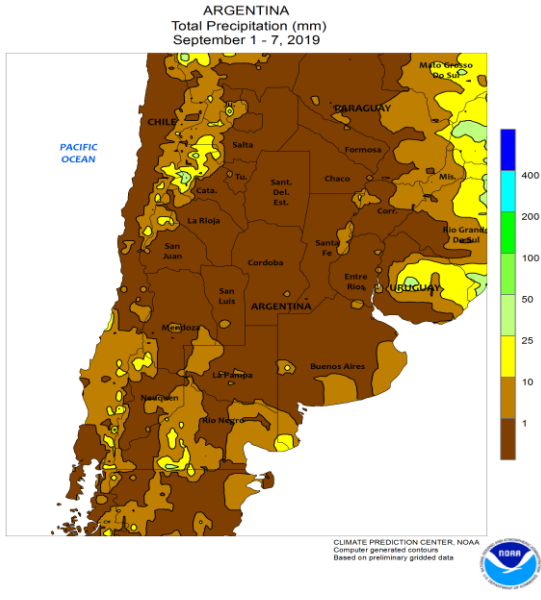 ARGENTINA
Total Precipitation (mm)
September 1 - 7, 2019
Mato Grosso
Do Sul
PARAGUAY
CHILE
PACIFIC
OCEAN
Salta
Formosa
Tu.
Chaco
Mis.
Cata.
Sant.
Del.
Est.
Corr.
La Rioja
Rio Grande
Do Sul
San
Juan
Santa
Fe
Cordoba
Entre
Rios
URUGUAY
San
Luis
ARGENTINA
Mendoza
La Pampa
Buenos Aires
Neuquen
Rio Negro
400
200
100
50
25
10
1
CLIMATE PREDICTION CENTER, NOAA
Computer generated contours
Based on preliminary gridded data
NOAA